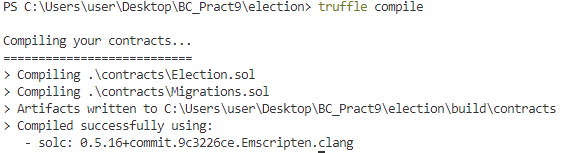 PS C:\Users\user\Desktop\BC_Pract9\election> truffle compile
Compiling your contracts...
===========================
> Compiling .\contracts\Election.sol
> Compiling .\contracts\Migrations.sol
> Artifacts written to C:\Users\user\Desktop\BC_Pract9\election\build\contracts
> Compiled successfully using:
- solc: 0.5.16+commit.9c3226ce.Emscripten.clang